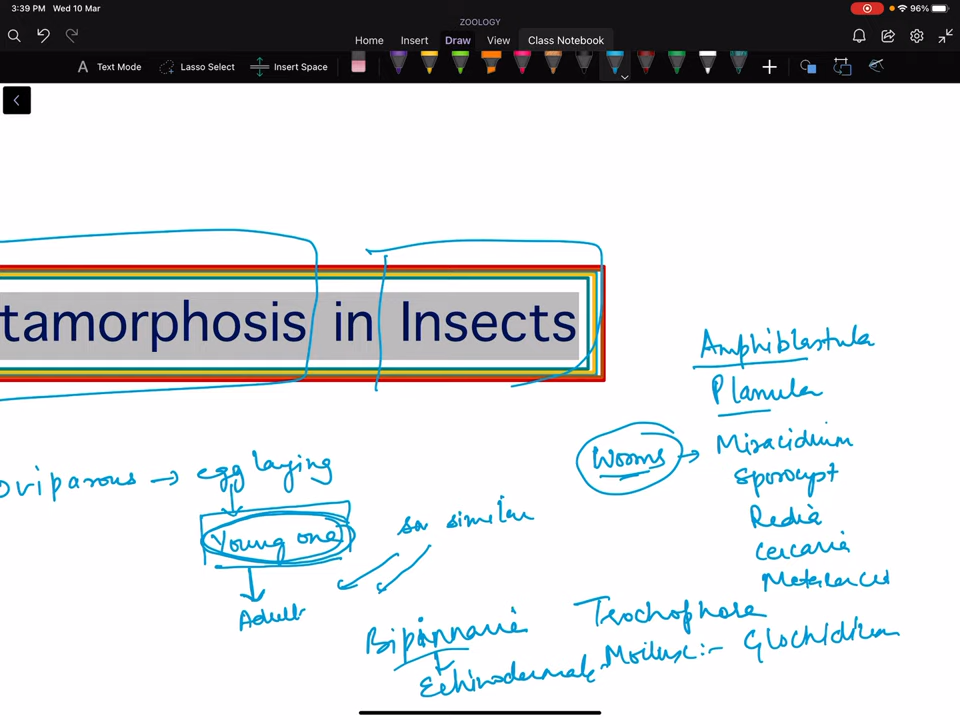 3:39 PM Wed 10 Mar
96%
ZOOLOGY
Home Insert Draw View Class Notebook
A Text Mode Lasso Select Insert Space
tamorphosis in Insects
Amphiblastula
Planula
Worms → Miracidium
Sporocyst
Redia
Cercaria
oviparous → egg laying
Young one
similar
Adult
Bipinnaria
Trochophore
Glochidium